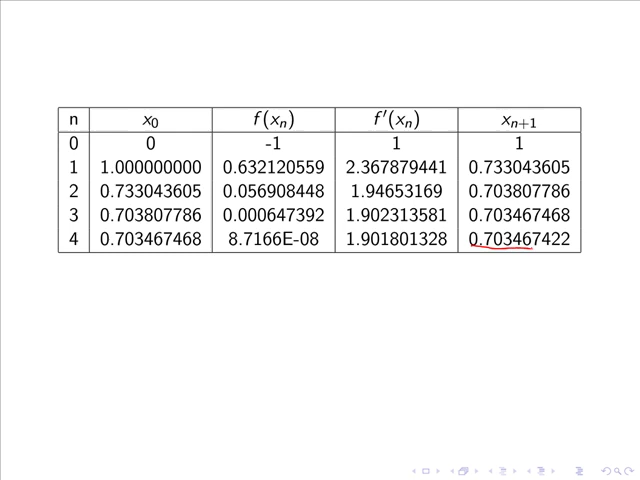 n x₀ f(xₙ) f′(xₙ) xₙ₊₁
0 0 -1 1 1
1 1.000000000 0.632120559 2.367879441 0.733043605
2 0.733043605 0.056908448 1.94653169 0.703807786
3 0.703807786 0.000647392 1.902313581 0.703467468
4 0.703467468 8.7166E-08 1.901801328 0.703467422